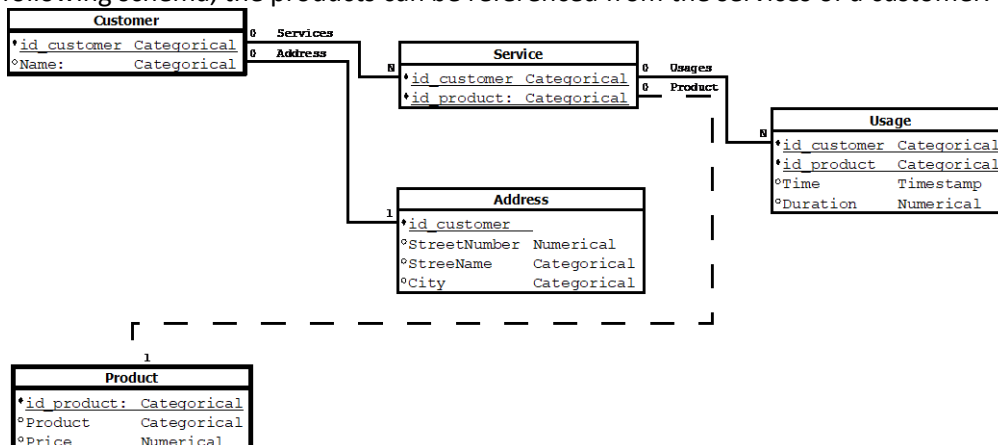 following schema, the products can be referenced from the services of a customer.
Customer
id_customer Categorical
Name: Categorical
0 Services
0 Address
N
Service
id_customer Categorical
id_product: Categorical
0 Usages
0 Product
N
Usage
id_customer Categorical
id_product Categorical
Time Timestamp
Duration Numerical
1
Address
id_customer
StreetNumber Numerical
StreeName Categorical
City Categorical
1
Product
id_product: Categorical
Product Categorical
Price Numerical